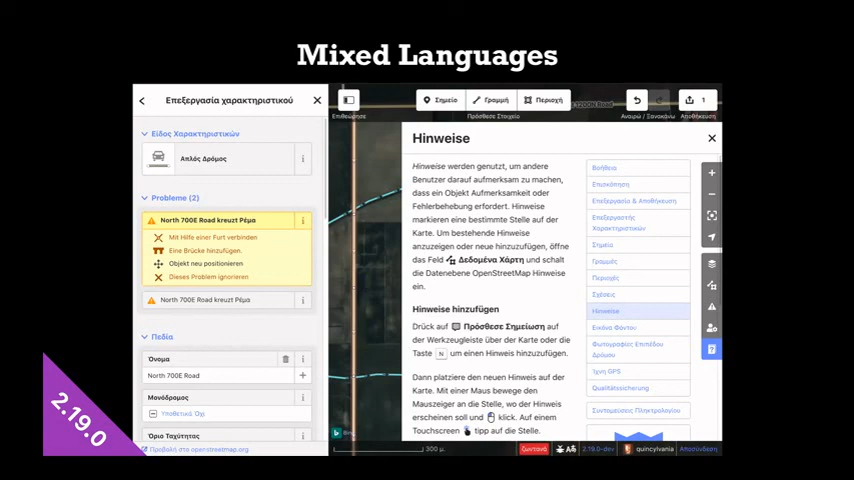 Mixed Languages
Επεξεργασία χαρακτηριστικού
Είδος Χαρακτηριστικών
Απλός Δρόμος
Probleme (2)
North 700E Road kreuzt Ρέμα
Mit Hilfe einer Furt verbinden
Eine Brücke hinzufügen.
Objekt neu positionieren
Dieses Problem ignorieren
North 700E Road kreuzt Ρέμα
Πεδία
Όνομα
North 700E Road
Μονόδρομος
Υποθετικά Όχι
Όριο Ταχύτητας
Προβολή στο openstreetmap.org
Επιθεώρησε
Σημείο
Γραμμή
Περιοχή
Πρόσθεσε Στοιχείο
Αναίρώ / Ξανακάνω
1
Αποθήκευση
Hinweise
Hinweise werden genutzt, um andere
Benutzer darauf aufmerksam zu machen,
dass ein Objekt Aufmerksamkeit oder
Fehlerbehebung erfordert. Hinweise
markieren eine bestimmte Stelle auf der
Karte. Um bestehende Hinweise
anzuzeigen oder neue hinzuzufügen, öffne
das Feld Δεδομένα Χάρτη und schalt
die Datenebene OpenStreetMap Hinweise
ein.
Hinweise hinzufügen
Drück auf Πρόσθεσε Σημείωση auf
der Werkzeugleiste über der Karte oder die
Taste N um einen Hinweis hinzuzufügen.
Dann platziere den neuen Hinweis auf der
Karte. Mit einer Maus bewege den
Mauszeiger an die Stelle, wo der Hinweis
erscheinen soll und klick. Auf einem
Touchscreen tipp auf die Stelle.
Βοήθεια
Επισκόπηση
Επεξεργασία & Αποθήκευση
Επεξεργαστής
Χαρακτηριστικών
Σημεία
Γραμμές
Περιοχές
Σχέσεις
Hinweise
Εικόνα Φόντου
Φωτογραφίες Επιπέδου
Δρόμου
Ίχνη GPS
Qualitätssicherung
Συντομεύσεις Πληκτρολογίου
300 μ.
ζωντανά
2.19.0-dev
quincylvania
Αποσύνδεση
2.19.0